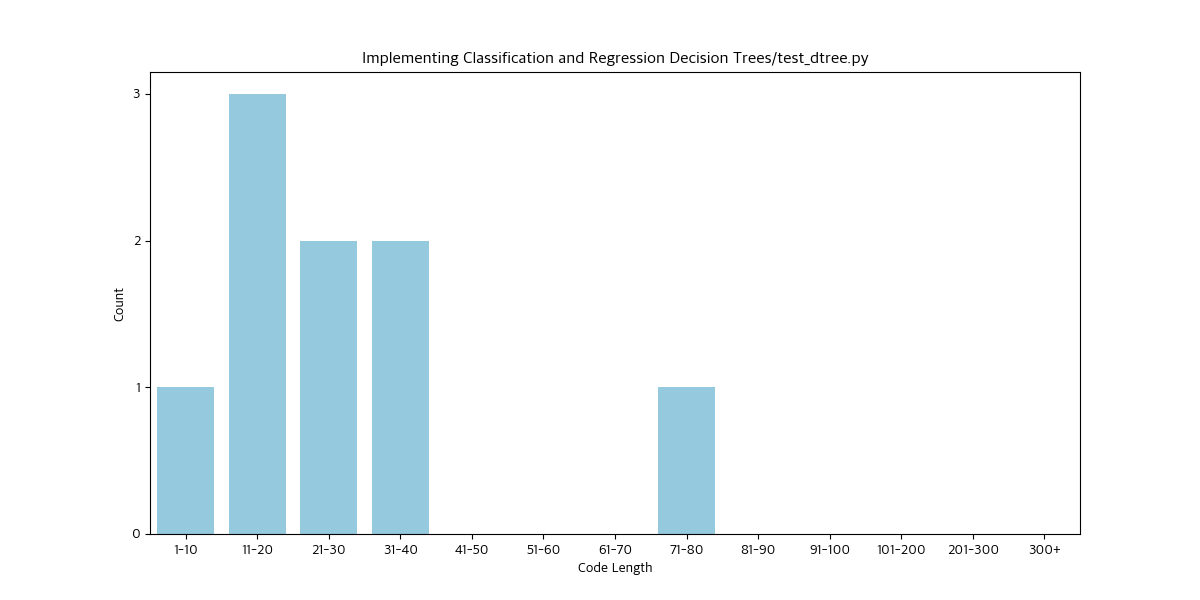 Implementing Classification and Regression Decision Trees/test_dtree.py
3
2
1
0
Count
1-10 11-20 21-30 31-40 41-50 51-60 61-70 71-80 81-90 91-100 101-200 201-300 300+
Code Length